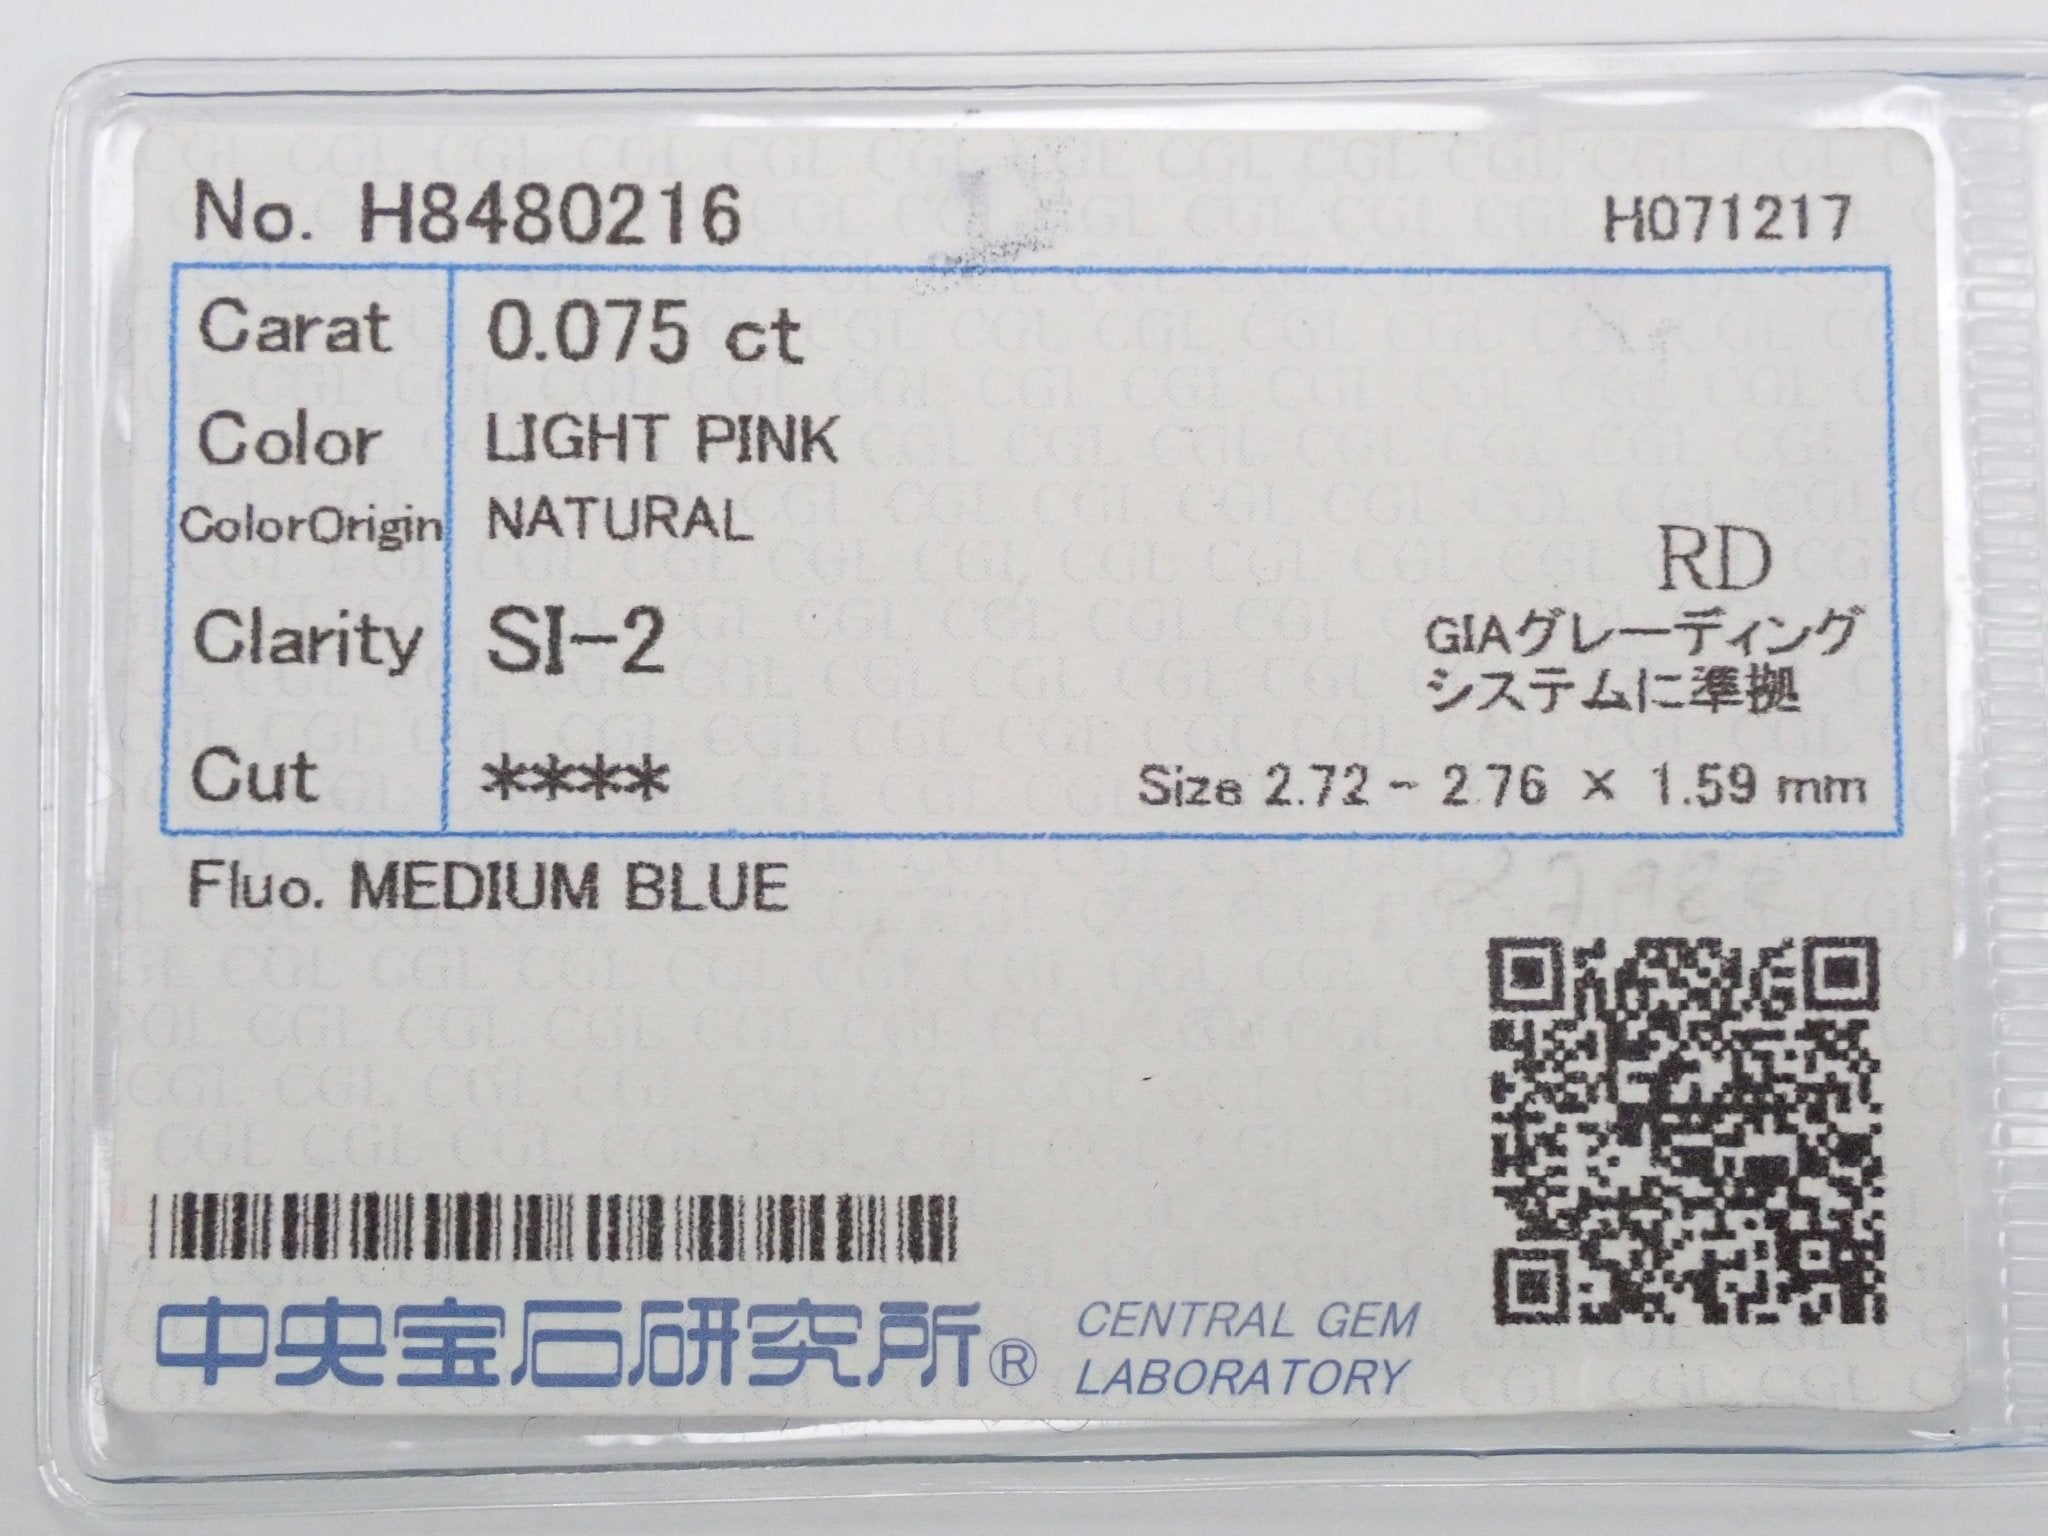 No. H8480216
H071217
Carat 0.075 ct
Color LIGHT PINK
ColorOrigin NATURAL
RD
Clarity SI-2
GIAグレーディング
システムに準拠
Cut ****
Size 2.72 - 2.76 × 1.59 mm
Fluo. MEDIUM BLUE
中央宝石研究所®
CENTRAL GEM
LABORATORY